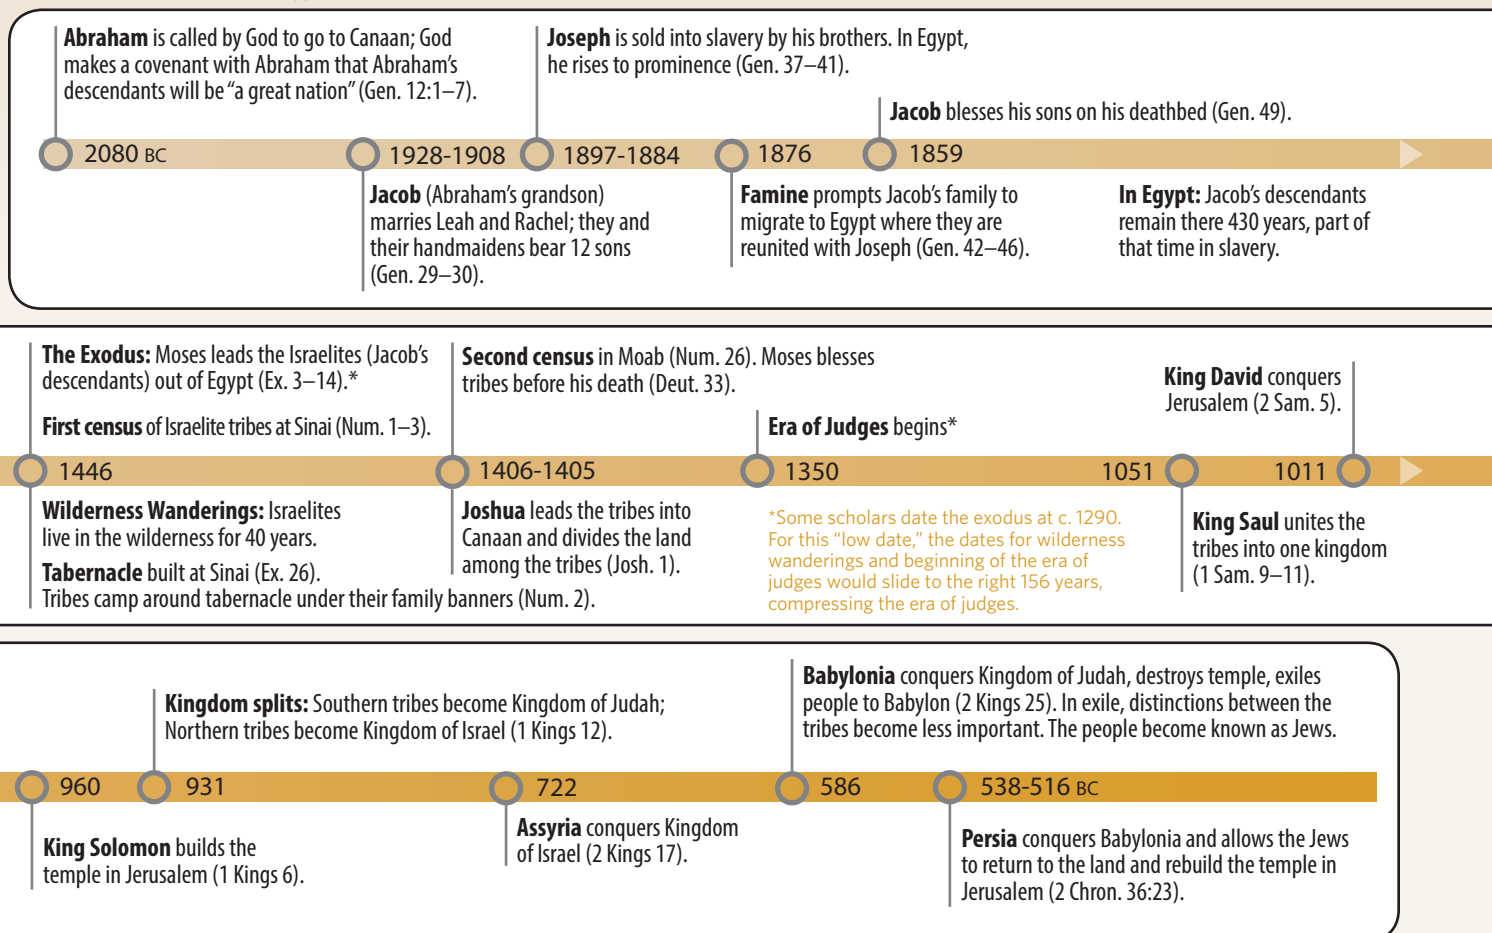 Abraham is called by God to go to Canaan; God
makes a covenant with Abraham that Abraham’s
descendants will be “a great nation” (Gen. 12:1–7).
Joseph is sold into slavery by his brothers. In Egypt,
he rises to prominence (Gen. 37–41).
Jacob blesses his sons on his deathbed (Gen. 49).
2080 BC
1928-1908
1897-1884
1876
1859
Jacob (Abraham’s grandson)
marries Leah and Rachel; they and
their handmaidens bear 12 sons
(Gen. 29–30).
Famine prompts Jacob’s family to
migrate to Egypt where they are
reunited with Joseph (Gen. 42–46).
In Egypt: Jacob’s descendants
remain there 430 years, part of
that time in slavery.
The Exodus: Moses leads the Israelites (Jacob’s
descendants) out of Egypt (Ex. 3–14).*
First census of Israelite tribes at Sinai (Num. 1–3).
Second census in Moab (Num. 26). Moses blesses
tribes before his death (Deut. 33).
Era of Judges begins*
King David conquers
Jerusalem (2 Sam. 5).
1446
1406-1405
1350
1051
1011
Wilderness Wanderings: Israelites
live in the wilderness for 40 years.
Tabernacle built at Sinai (Ex. 26).
Tribes camp around tabernacle under their family banners (Num. 2).
Joshua leads the tribes into
Canaan and divides the land
among the tribes (Josh. 1).
*Some scholars date the exodus at c. 1290.
For this “low date,” the dates for wilderness
wanderings and beginning of the era of
judges would slide to the right 156 years,
compressing the era of judges.
King Saul unites the
tribes into one kingdom
(1 Sam. 9–11).
Kingdom splits: Southern tribes become Kingdom of Judah;
Northern tribes become Kingdom of Israel (1 Kings 12).
Babylonia conquers Kingdom of Judah, destroys temple, exiles
people to Babylon (2 Kings 25). In exile, distinctions between the
tribes become less important. The people become known as Jews.
960
931
722
586
538-516 BC
King Solomon builds the
temple in Jerusalem (1 Kings 6).
Assyria conquers Kingdom
of Israel (2 Kings 17).
Persia conquers Babylonia and allows the Jews
to return to the land and rebuild the temple in
Jerusalem (2 Chron. 36:23).